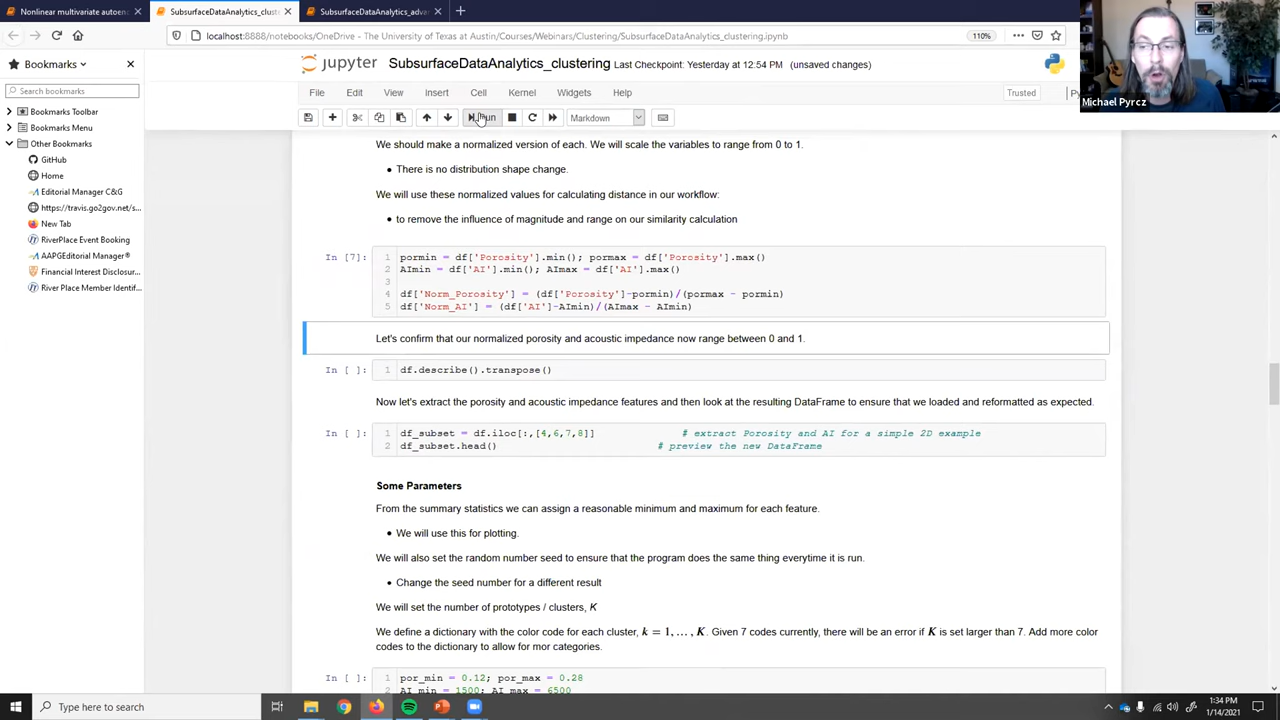 Nonlinear multivariate autoen
SubsurfaceDataAnalytics_cluste
SubsurfaceDataAnalytics_advanc
localhost:8888/notebooks/OneDrive - The University of Texas at Austin/Courses/Webinars/Clustering/SubsurfaceDataAnalytics_clustering.ipynb
110%
Michael Pyrcz
Bookmarks
Search bookmarks
Bookmarks Toolbar
Bookmarks Menu
Other Bookmarks
GitHub
Home
Editorial Manager C&G
https://travis.go2gov.net/s...
New Tab
RiverPlace Event Booking
AAPGEditorial Manager®
Financial Interest Disclosur...
River Place Member Identif...
jupyter SubsurfaceDataAnalytics_clustering Last Checkpoint: Yesterday at 12:54 PM (unsaved changes)
File Edit View Insert Cell Kernel Widgets Help
Trusted
Markdown
We should make a normalized version of each. We will scale the variables to range from 0 to 1.
• There is no distribution shape change.
We will use these normalized values for calculating distance in our workflow:
• to remove the influence of magnitude and range on our similarity calculation
In [7]:
1 pormin = df['Porosity'].min(); pormax = df['Porosity'].max()
2 AImin = df['AI'].min(); AImax = df['AI'].max()
3
4 df['Norm_Porosity'] = (df['Porosity']-pormin)/(pormax - pormin)
5 df['Norm_AI'] = (df['AI']-AImin)/(AImax - AImin)
Let's confirm that our normalized porosity and acoustic impedance now range between 0 and 1.
In [ ]: 1 df.describe().transpose()
Now let's extract the porosity and acoustic impedance features and then look at the resulting DataFrame to ensure that we loaded and reformatted as expected.
In [ ]:
1 df_subset = df.iloc[:,[4,6,7,8]] # extract Porosity and AI for a simple 2D example
2 df_subset.head() # preview the new DataFrame
Some Parameters
From the summary statistics we can assign a reasonable minimum and maximum for each feature.
• We will use this for plotting.
We will also set the random number seed to ensure that the program does the same thing everytime it is run.
• Change the seed number for a different result
We will set the number of prototypes / clusters, K
We define a dictionary with the color code for each cluster, k = 1, … , K. Given 7 codes currently, there will be an error if K is set larger than 7. Add more color
codes to the dictionary to allow for mor categories.
In [ ]:
1 por_min = 0.12; por_max = 0.28
2 AI_min = 1500; AI_max = 6500
Type here to search
1:34 PM
1/14/2021